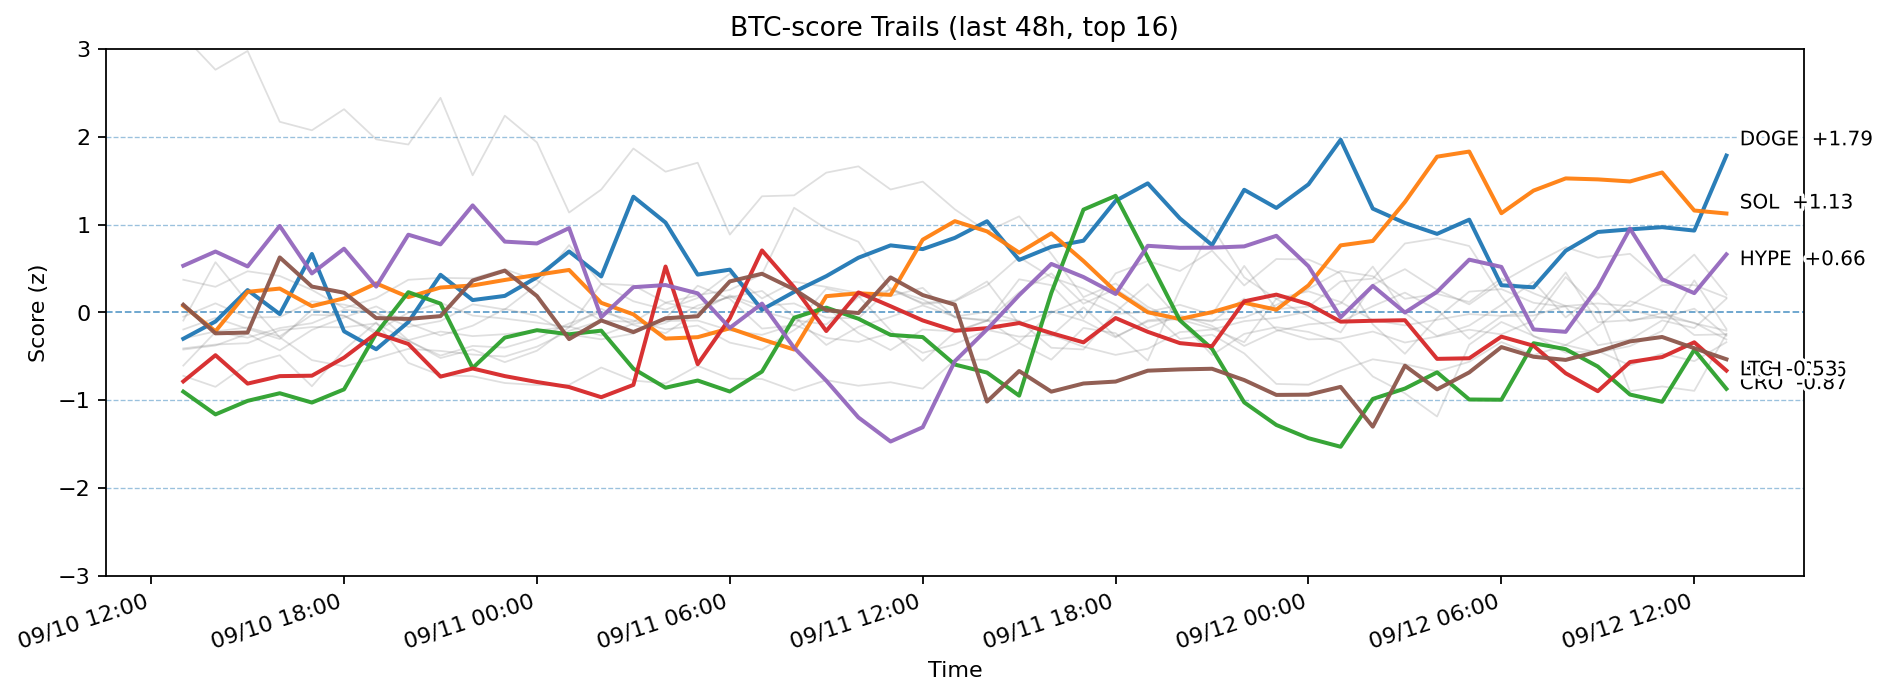 BTC-score Trails (last 48h, top 16)
3
2
1
0
−1
−2
−3
Score (z)
DOGE +1.79
SOL +1.13
HYPE +0.66
CRO -0.87
09/10 12:00
09/10 18:00
09/11 00:00
09/11 06:00
09/11 12:00
09/11 18:00
09/12 00:00
09/12 06:00
09/12 12:00
Time